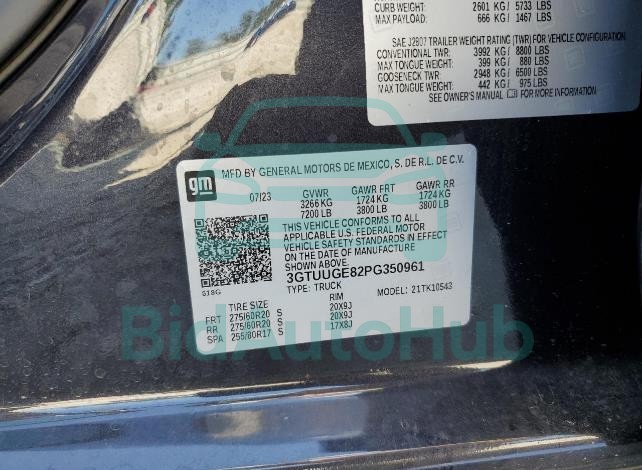 CURB WEIGHT: 2601 KG / 5733 LBS
MAX PAYLOAD: 666 KG / 1467 LBS
SAE J2807 TRAILER WEIGHT RATING (TWR) FOR VEHICLE CONFIGURATION.
CONVENTIONAL TWR: 3992 KG / 8800 LBS
MAX TONGUE WEIGHT: 399 KG / 880 LBS
GOOSENECK TWR: 2948 KG / 6500 LBS
MAX TONGUE WEIGHT: 442 KG / 975 LBS
SEE OWNER'S MANUAL FOR MORE INFORMATION.
gm
MFD BY GENERAL MOTORS DE MEXICO, S. DE R.L. DE C.V.
07/23 GVWR GAWR FRT GAWR RR
3266 KG 1724 KG 1724 KG
7200 LB 3800 LB 3800 LB
THIS VEHICLE CONFORMS TO ALL
APPLICABLE U.S. FEDERAL MOTOR
VEHICLE SAFETY STANDARDS IN EFFECT
ON THE DATE OF MANUFACTURE
SHOWN ABOVE.
3GTUUGE82PG350961
TYPE: TRUCK MODEL: 21TK10543
TIRE SIZE RIM
FRT 275/60R20 S 20X9J
RR 275/60R20 S 20X9J
SPA 255/80R17 S 17X8J
BidAutoHub